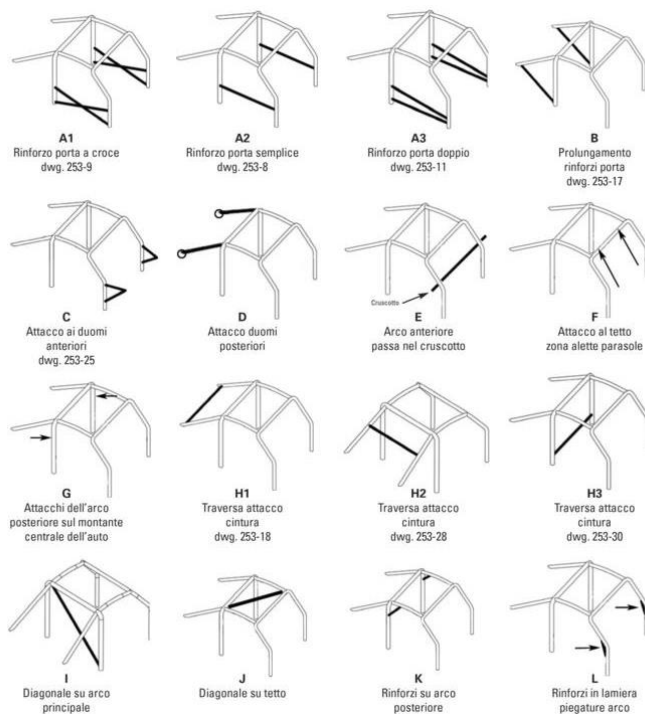 A1
Rinforzo porta a croce
dwg. 253-9
A2
Rinforzo porta semplice
dwg. 253-8
A3
Rinforzo porta doppio
dwg. 253-11
B
Prolungamento
rinforzi porta
dwg. 253-17
C
Attacco ai duomi
anteriori
dwg. 253-25
D
Attacco duomi
posteriori
Cruscotto
E
Arco anteriore
passa nel cruscotto
F
Attacco al tetto
zona alette parasole
G
Attacchi dell'arco
posteriore sul montante
centrale dell'auto
H1
Traversa attacco
cintura
dwg. 253-18
H2
Traversa attacco
cintura
dwg. 253-28
H3
Traversa attacco
cintura
dwg. 253-30
I
Diagonale su arco
principale
J
Diagonale su tetto
K
Rinforzi su arco
posteriore
L
Rinforzi in lamiera
piegature arco